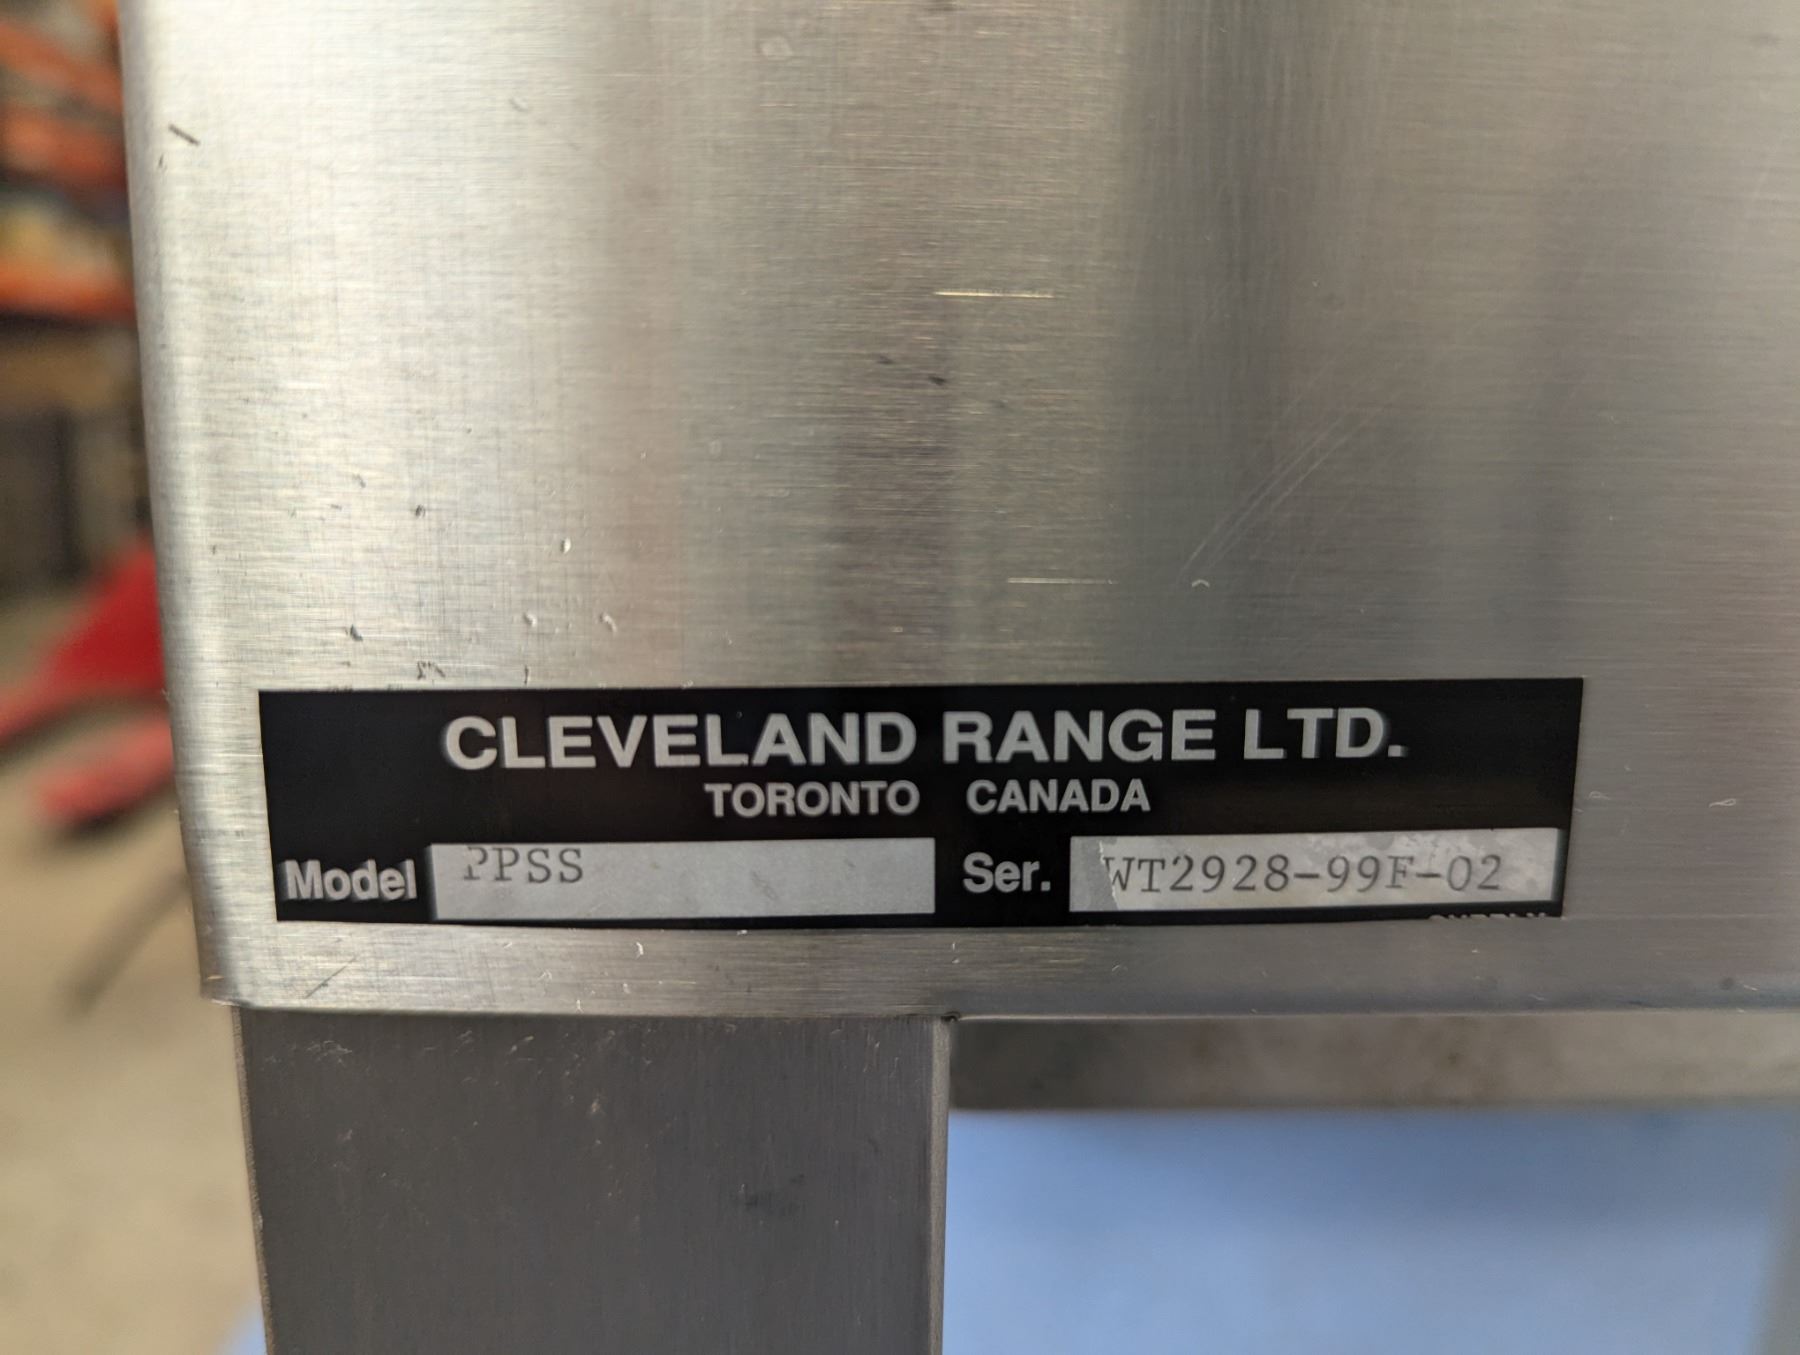 CLEVELAND RANGE LTD.
TORONTO CANADA
Model PPSS Ser. WT2928-99F-02